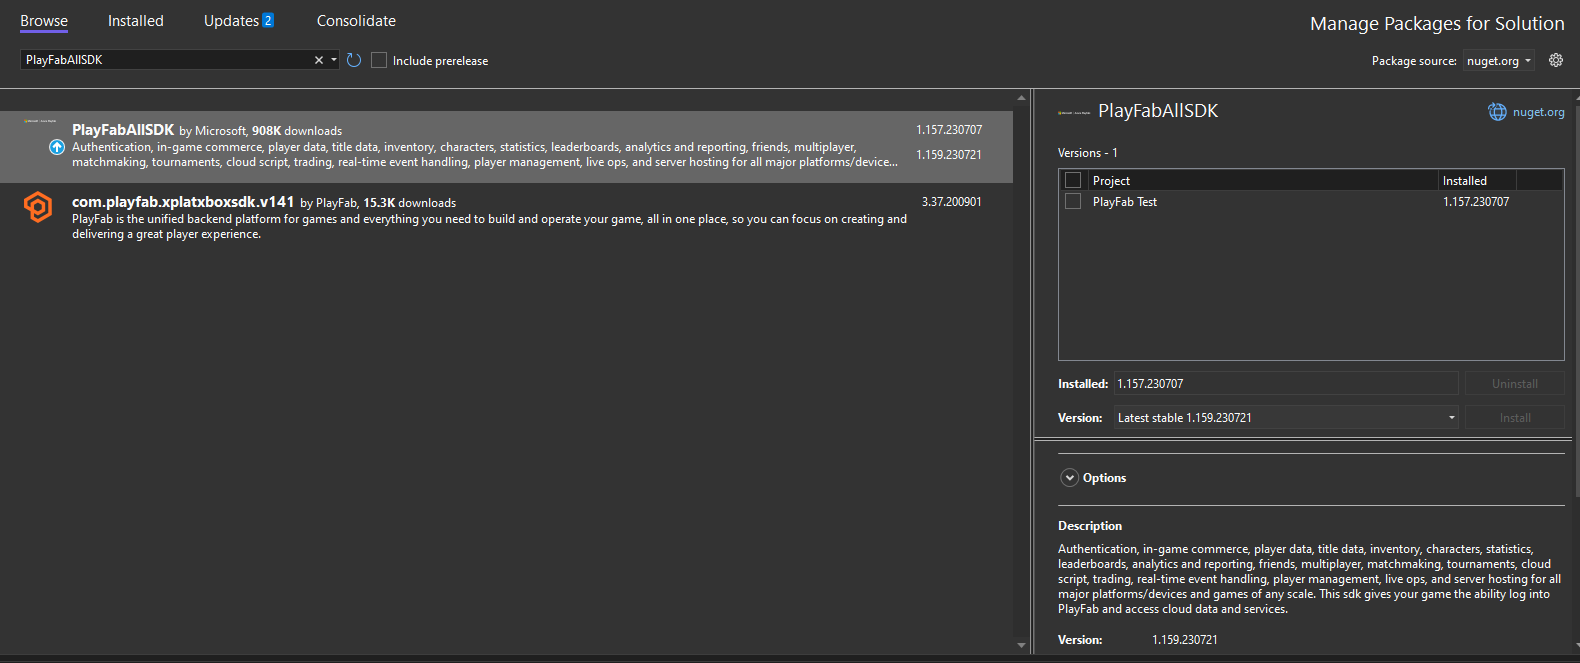 Browse
Installed
Updates 2
Consolidate
Manage Packages for Solution
PlayFabAllSDK
Include prerelease
Package source: nuget.org
PlayFabAllSDK by Microsoft, 908K downloads
1.157.230707
Authentication, in-game commerce, player data, title data, inventory, characters, statistics, leaderboards, analytics and reporting, friends, multiplayer,
matchmaking, tournaments, cloud script, trading, real-time event handling, player management, live ops, and server hosting for all major platforms/device...
1.159.230721
com.playfab.xplatxboxsdk.v141 by PlayFab, 15.3K downloads
3.37.200901
PlayFab is the unified backend platform for games and everything you need to build and operate your game, all in one place, so you can focus on creating and
delivering a great player experience.
PlayFabAllSDK
nuget.org
Versions - 1
Project
Installed
PlayFab Test
1.157.230707
Installed: 1.157.230707
Uninstall
Version: Latest stable 1.159.230721
Install
Options
Description
Authentication, in-game commerce, player data, title data, inventory, characters, statistics,
leaderboards, analytics and reporting, friends, multiplayer, matchmaking, tournaments, cloud
script, trading, real-time event handling, player management, live ops, and server hosting for all
major platforms/devices and games of any scale. This sdk gives your game the ability log into
PlayFab and access cloud data and services.
Version: 1.159.230721